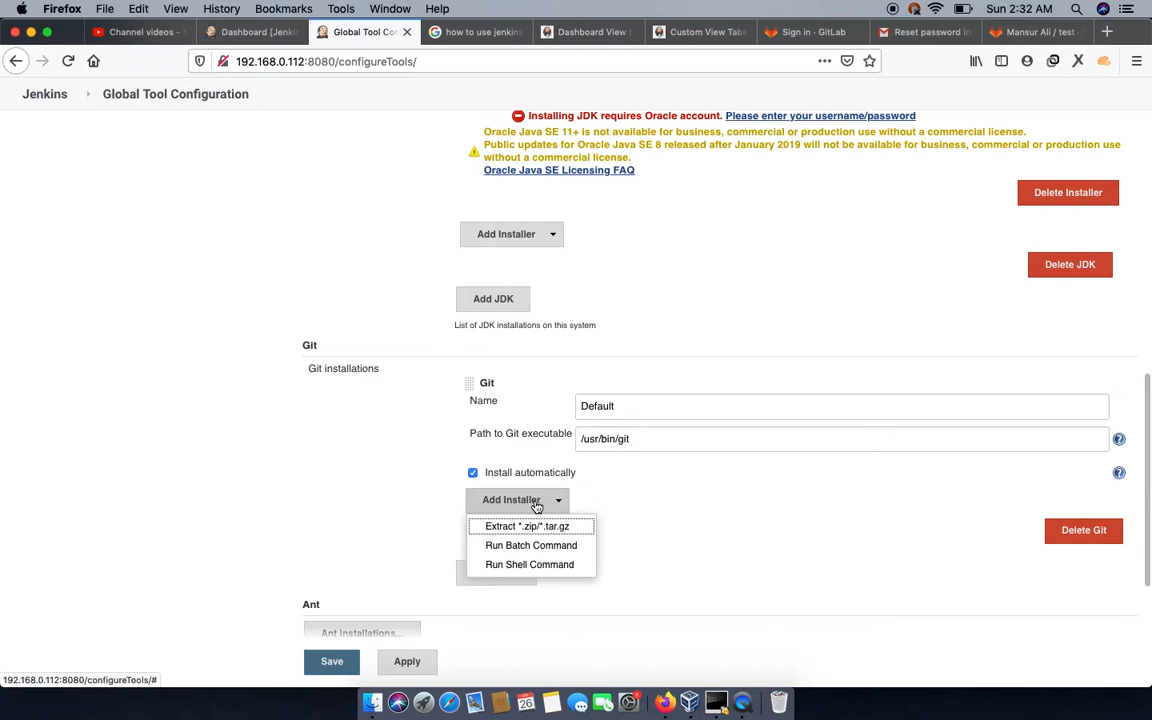 Firefox File Edit View History Bookmarks Tools Window Help Sun 2:32 AM
Channel videos - Y
Dashboard [Jenki
Global Tool Con
how to use jenkins
Dashboard View |
Custom View Tabs
Sign in · GitLab
Reset password in
Mansur Ali / test ·
192.168.0.112:8080/configureTools/
Jenkins
Global Tool Configuration
Installing JDK requires Oracle account. Please enter your username/password
Oracle Java SE 11+ is not available for business, commercial or production use without a commercial license.
Public updates for Oracle Java SE 8 released after January 2019 will not be available for business, commercial or production use
without a commercial license.
Oracle Java SE Licensing FAQ
Delete Installer
Add Installer
Delete JDK
Add JDK
List of JDK installations on this system
Git
Git installations
Git
Name
Default
Path to Git executable
/usr/bin/git
Install automatically
Add Installer
Extract *.zip/*.tar.gz
Delete Git
Run Batch Command
Run Shell Command
Ant
Ant installations...
Save
Apply
192.168.0.112:8080/configureTools/#